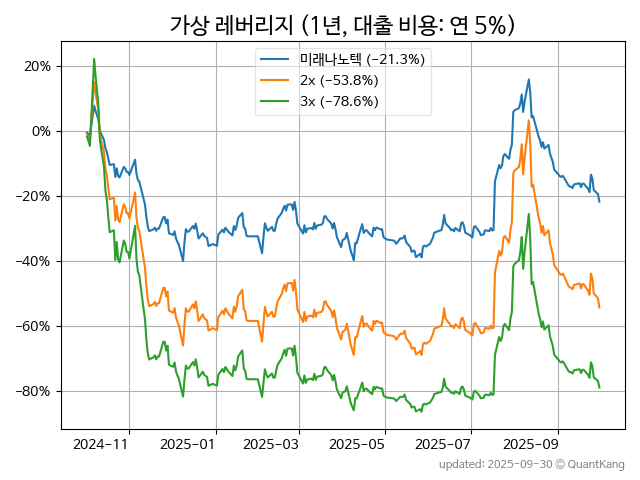 가상 레버리지 (1년, 대출 비용: 연 5%)
미래나노텍 (−21.3%)
2x (−53.8%)
3x (−78.6%)
20%
0%
−20%
−40%
−60%
−80%
2024-11
2025-01
2025-03
2025-05
2025-07
2025-09
updated: 2025-09-30 © QuantKang